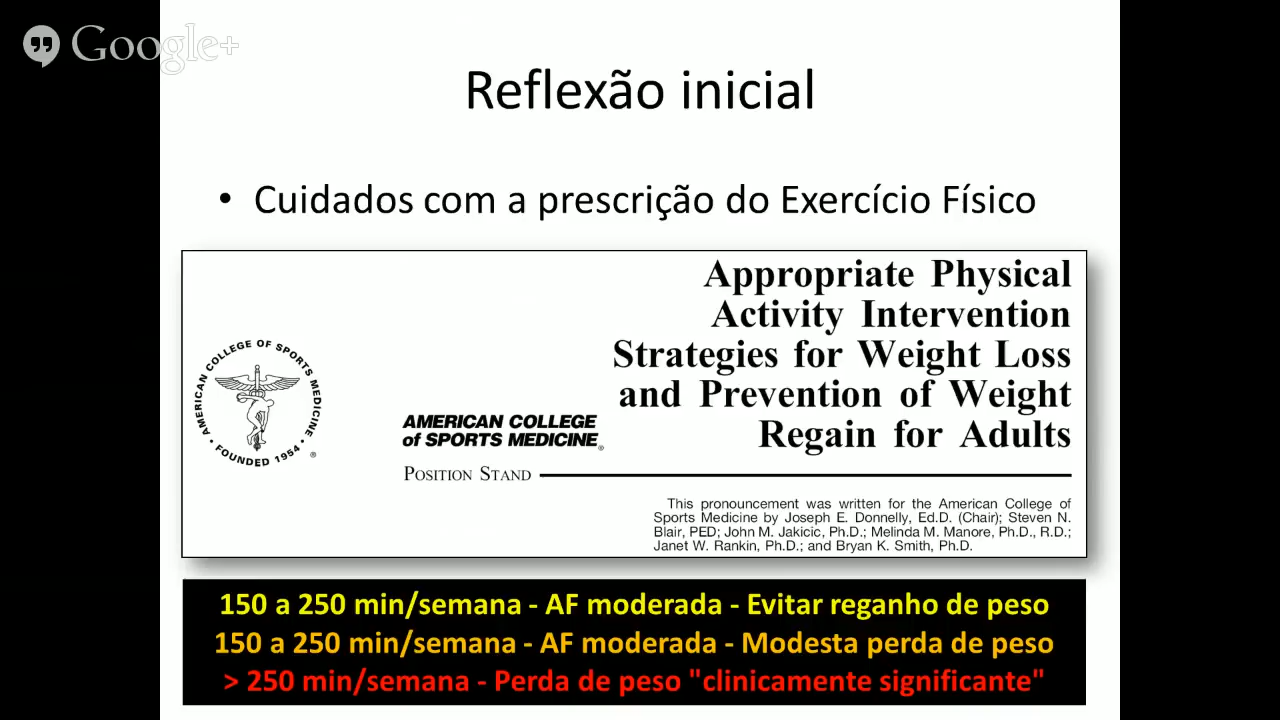 Google+
Reflexão inicial
• Cuidados com a prescrição do Exercício Físico
Appropriate Physical
Activity Intervention
Strategies for Weight Loss
and Prevention of Weight
Regain for Adults
AMERICAN COLLEGE OF SPORTS MEDICINE
• FOUNDED 1954 •
®
AMERICAN COLLEGE
of SPORTS MEDICINE®
POSITION STAND
This pronouncement was written for the American College of
Sports Medicine by Joseph E. Donnelly, Ed.D. (Chair); Steven N.
Blair, PED; John M. Jakicic, Ph.D.; Melinda M. Manore, Ph.D., R.D.;
Janet W. Rankin, Ph.D.; and Bryan K. Smith, Ph.D.
150 a 250 min/semana - AF moderada - Evitar reganho de peso
150 a 250 min/semana - AF moderada - Modesta perda de peso
> 250 min/semana - Perda de peso "clinicamente significante"